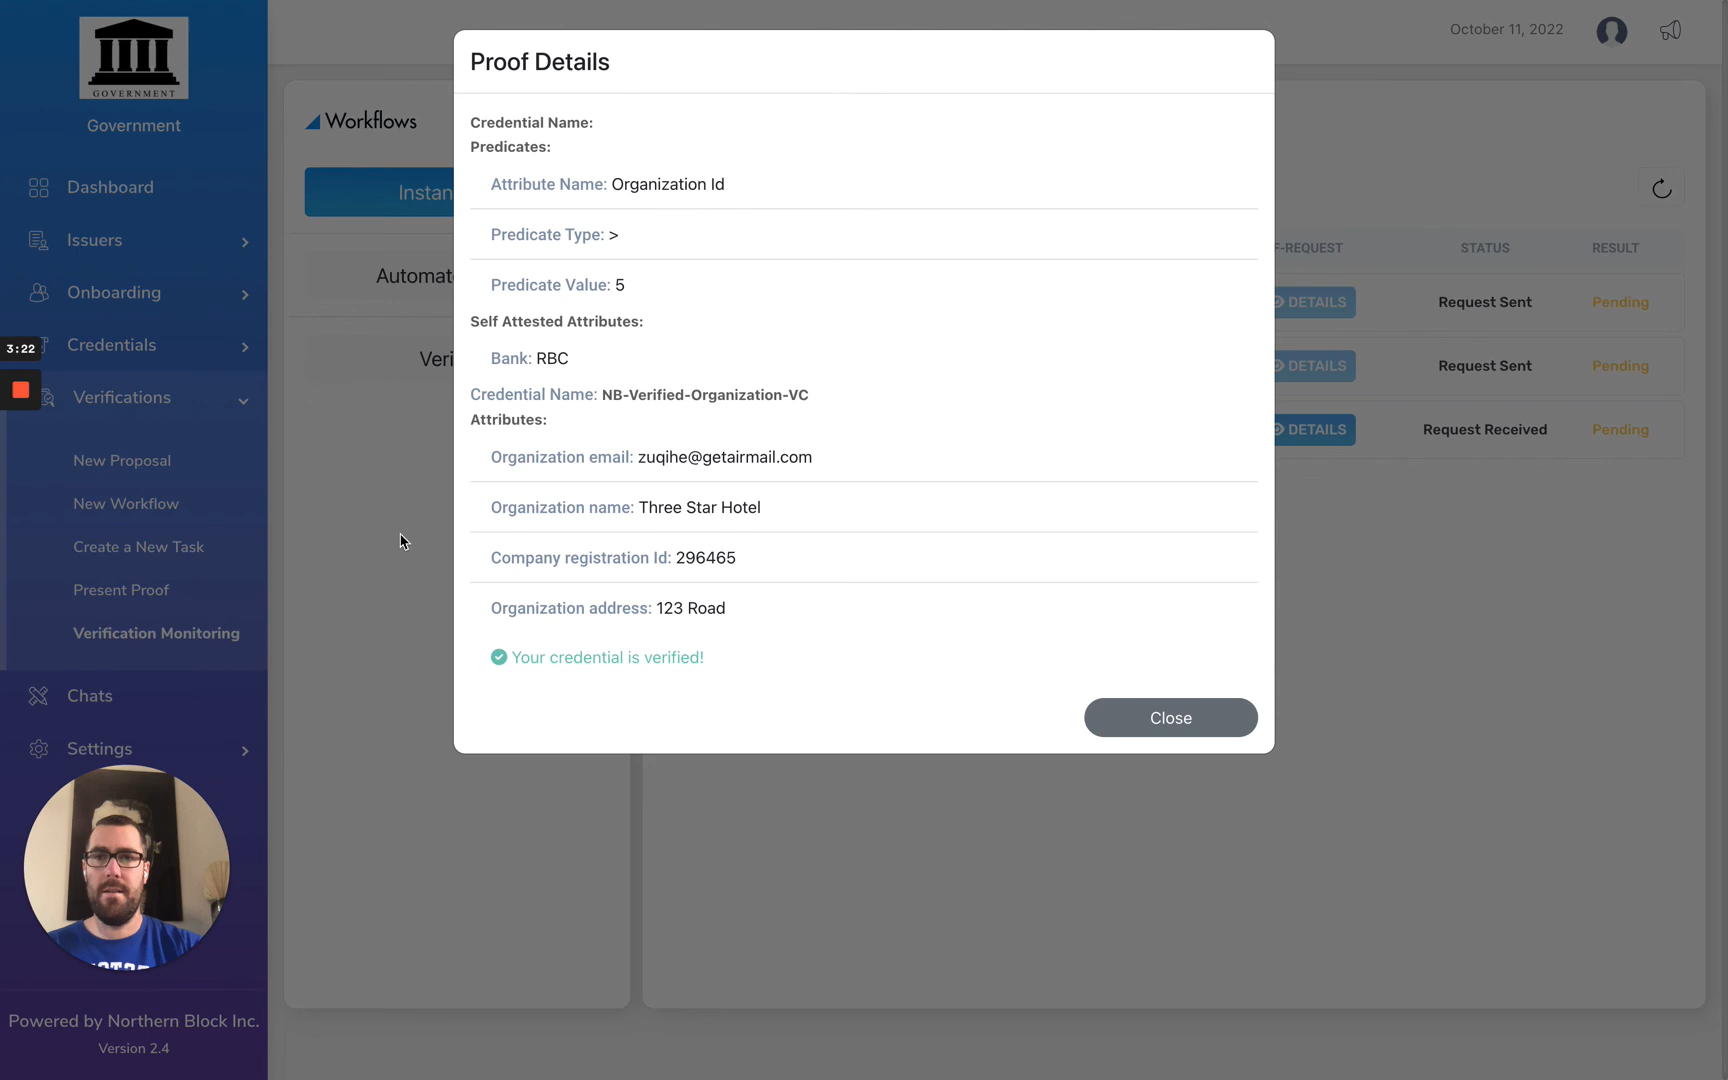 GOVERNMENT
Government
Dashboard
Issuers
Onboarding
3:22
Credentials
Verifications
New Proposal
New Workflow
Create a New Task
Present Proof
Verification Monitoring
Chats
Settings
Powered by Northern Block Inc.
Version 2.4
October 11, 2022
Workflows
Instan
Automat
Veri
F-REQUEST STATUS RESULT
DETAILS Request Sent Pending
DETAILS Request Sent Pending
DETAILS Request Received Pending
Proof Details
Credential Name:
Predicates:
Attribute Name: Organization Id
Predicate Type: >
Predicate Value: 5
Self Attested Attributes:
Bank: RBC
Credential Name: NB-Verified-Organization-VC
Attributes:
Organization email: zuqihe@getairmail.com
Organization name: Three Star Hotel
Company registration Id: 296465
Organization address: 123 Road
Your credential is verified!
Close